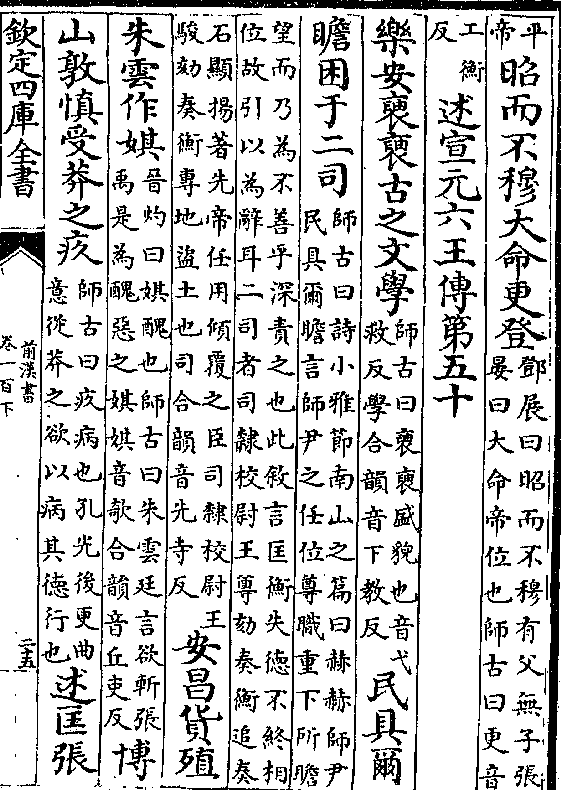 昭而不穆大命更登鄧展曰昭而不穆有父無子張晏曰大命帝位也師古曰更音
工衡反述宣元六王傳第五十
樂安裒裒古之文學師古曰裒裒盛貌也音弋救反學合韻音下教反民具爾
瞻困于二司師古曰詩小雅節南山之篇曰赫赫師尹民具爾瞻言師尹之任位尊職重下所瞻
望而乃為不善乎深責之也此敘言匡衡失德不終相位故引以為辭耳二司者司隸校尉王尊劾奏衡追奏
石顯揚著先帝任用傾覆之臣司隸校尉王駿劾奏衡專地盜土也司合韻音先寺反安昌貨殖
朱雲作娸晉灼曰娸醜也師古曰朱雲廷言欲斬張禹是為醜惡之娸娸音欺合韻音丘吏反博
山敦慎受莽之疚師古曰疚病也孔光後更曲意從莽之欲以病其德行也述匡張
欽定四庫全書
前漢書
卷一百下
二十五